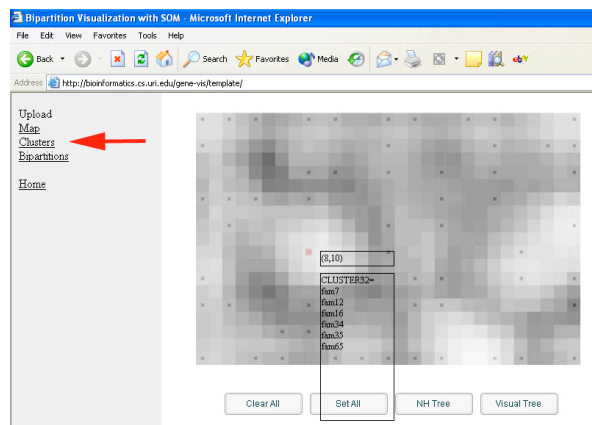 Bipartition Visualization with SOM - Microsoft Internet Explorer
File Edit View Favorites Tools Help
Back Search Favorites Media
Address http://bioinformatics.cs.uri.edu/gene-vis/template/
Upload
Map
Clusters
Bipartitions
Home
(8,10)
CLUSTER32=
fam7
fam12
fam16
fam34
fam35
fam65
Clear All Set All NH Tree Visual Tree